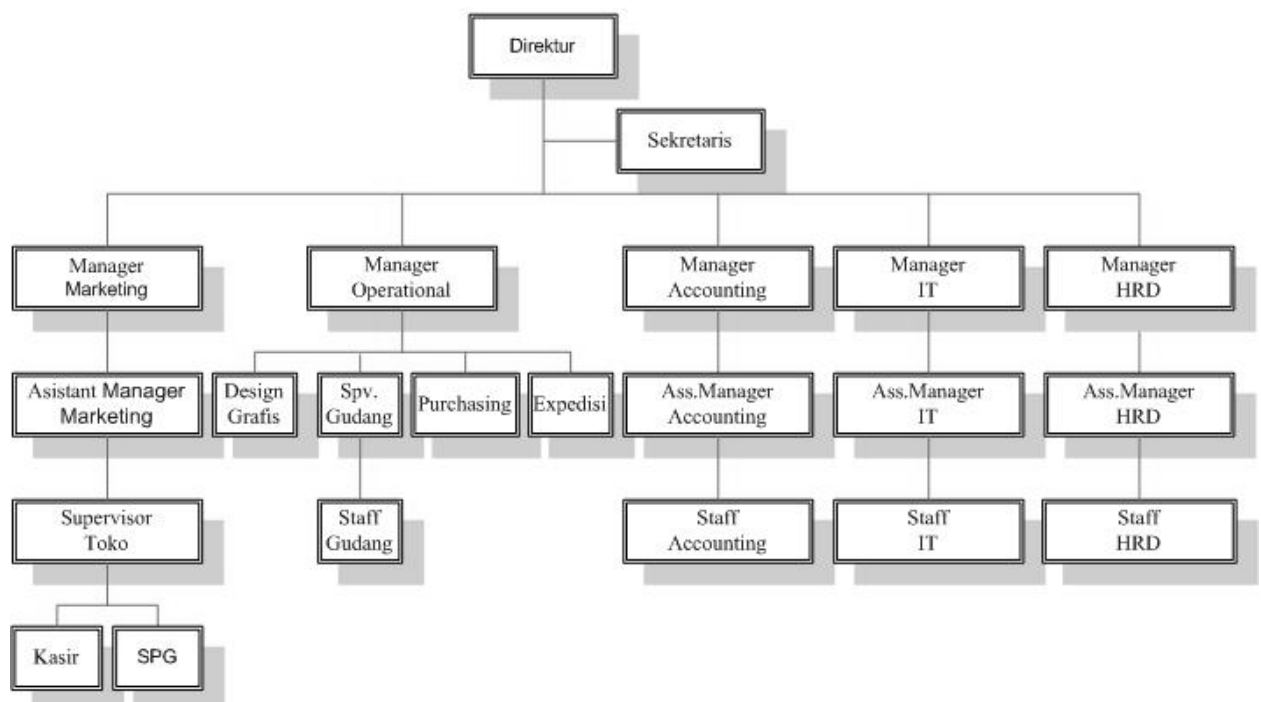 Direktur
Sekretaris
Manager
Marketing
Manager
Operational
Manager
Accounting
Manager
IT
Manager
HRD
Asistant Manager
Marketing
Design
Grafis
Spv.
Gudang
Purchasing
Expedisi
Ass.Manager
Accounting
Ass.Manager
IT
Ass.Manager
HRD
Supervisor
Toko
Staff
Gudang
Staff
Accounting
Staff
IT
Staff
HRD
Kasir
SPG